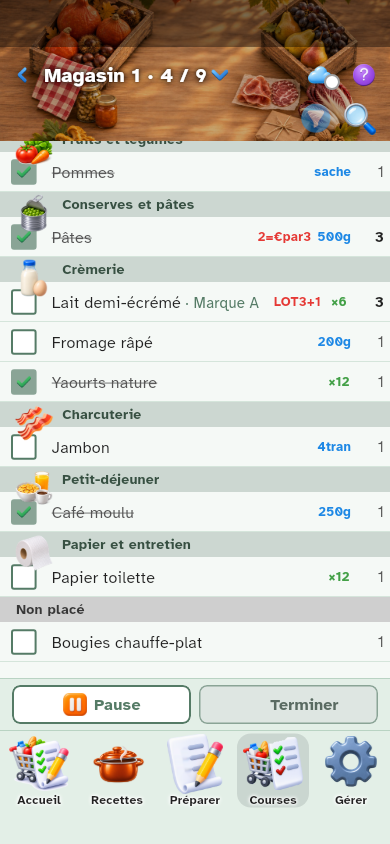 Magasin 1 · 4 / 9
?
Fruits et légumes
Pommes sache 1
Conserves et pâtes
Pâtes 2=€par3 500g 3
Crèmerie
Lait demi-écrémé · Marque A LOT3+1 ×6 3
Fromage râpé 200g 1
Yaourts nature ×12 1
Charcuterie
Jambon 4tran 1
Petit-déjeuner
Café moulu 250g 1
Papier et entretien
Papier toilette ×12 1
Non placé
Bougies chauffe-plat 1
Pause Terminer
Accueil Recettes Préparer Courses Gérer